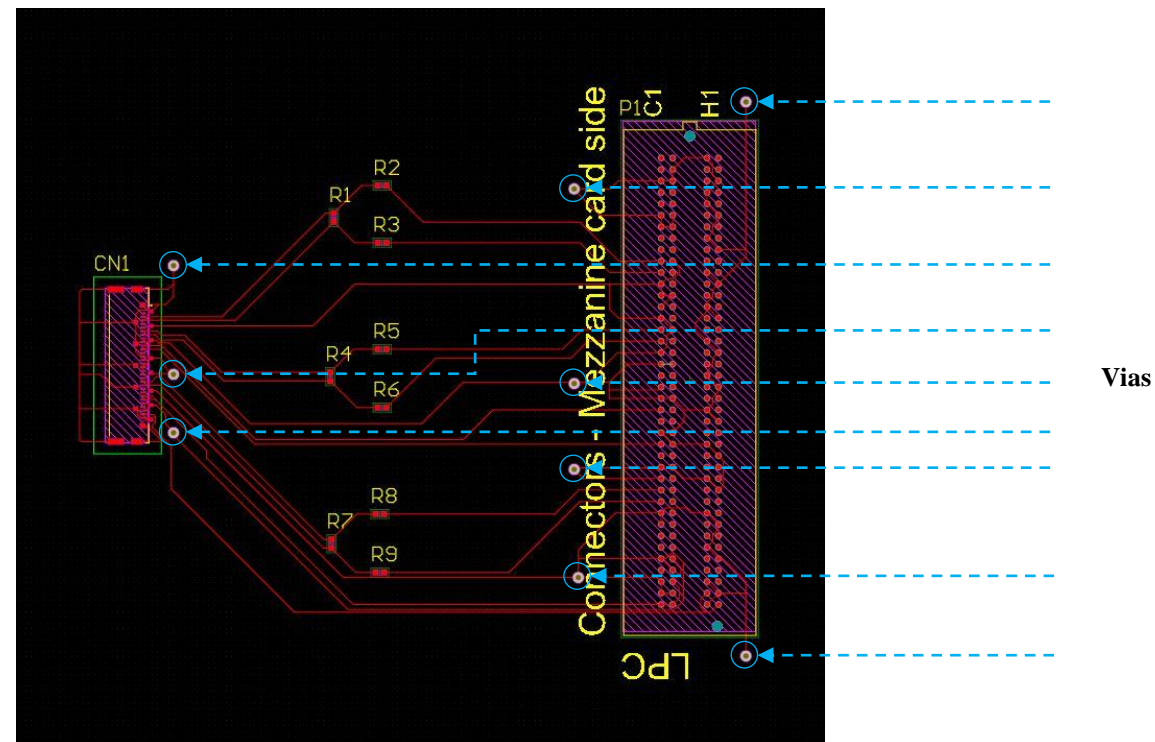 P1
C1
H1
R2
R1
R3
CN1
R5
R4
R6
Vias
R8
R7
R9
Connectors - Mezzanine card side
LPC